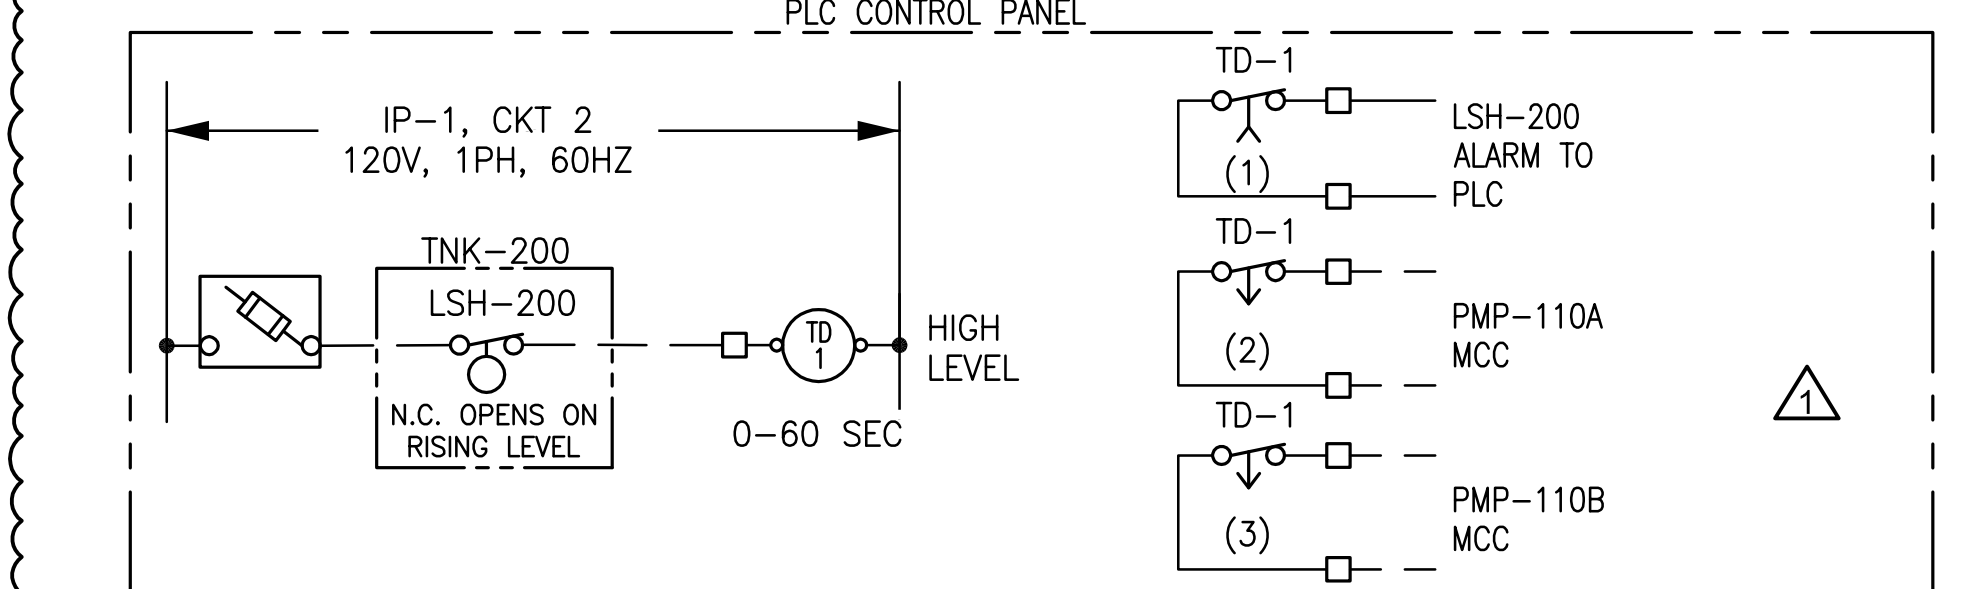 PLC CONTROL PANEL
IP-1, CKT 2
120V, 1PH, 60HZ
TNK-200
LSH-200
N.C. OPENS ON
RISING LEVEL
TD
1
0-60 SEC
HIGH
LEVEL
TD-1
(1)
LSH-200
ALARM TO
PLC
TD-1
(2)
PMP-110A
MCC
TD-1
(3)
PMP-110B
MCC
1